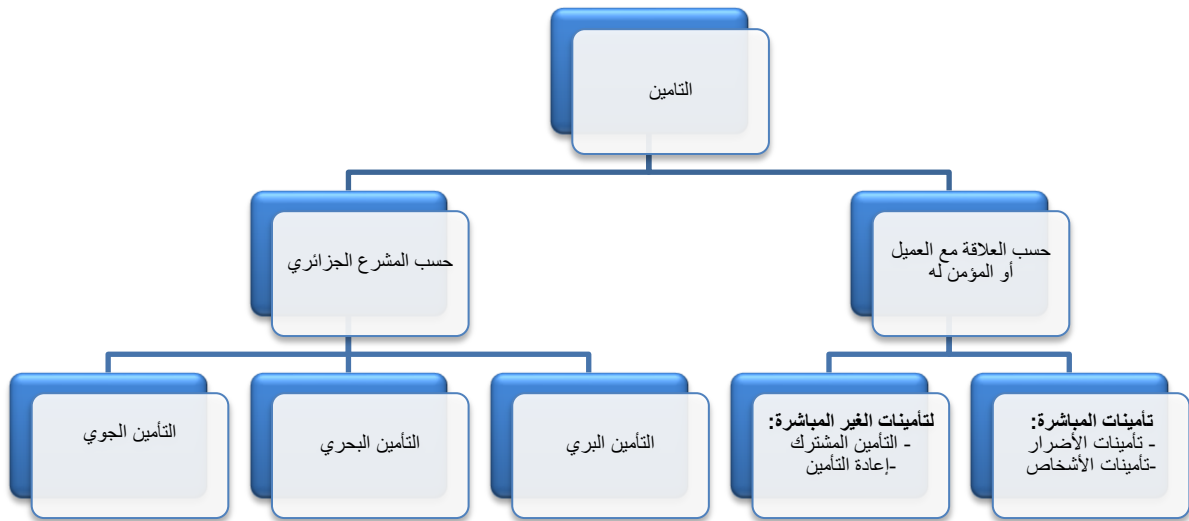 التامين
حسب العلاقة مع العميل
أو المؤمن له
حسب المشرع الجزائري
تأمينات المباشرة:
- تأمينات الأضرار
-تأمينات الأشخاص
لتأمينات الغير المباشرة:
- التأمين المشترك
-إعادة التأمين
التأمين البري
التأمين البحري
التأمين الجوي